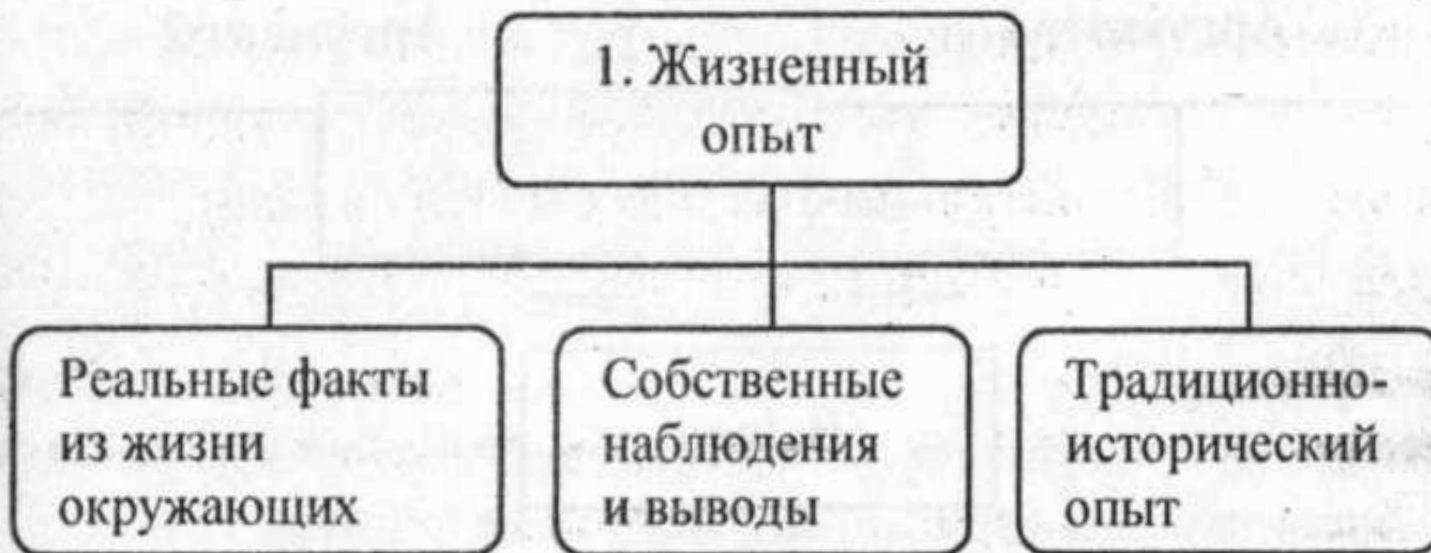 1. Жизненный
опыт
Реальные факты
из жизни
окружающих
Собственные
наблюдения
и выводы
Традиционно-
исторический
опыт